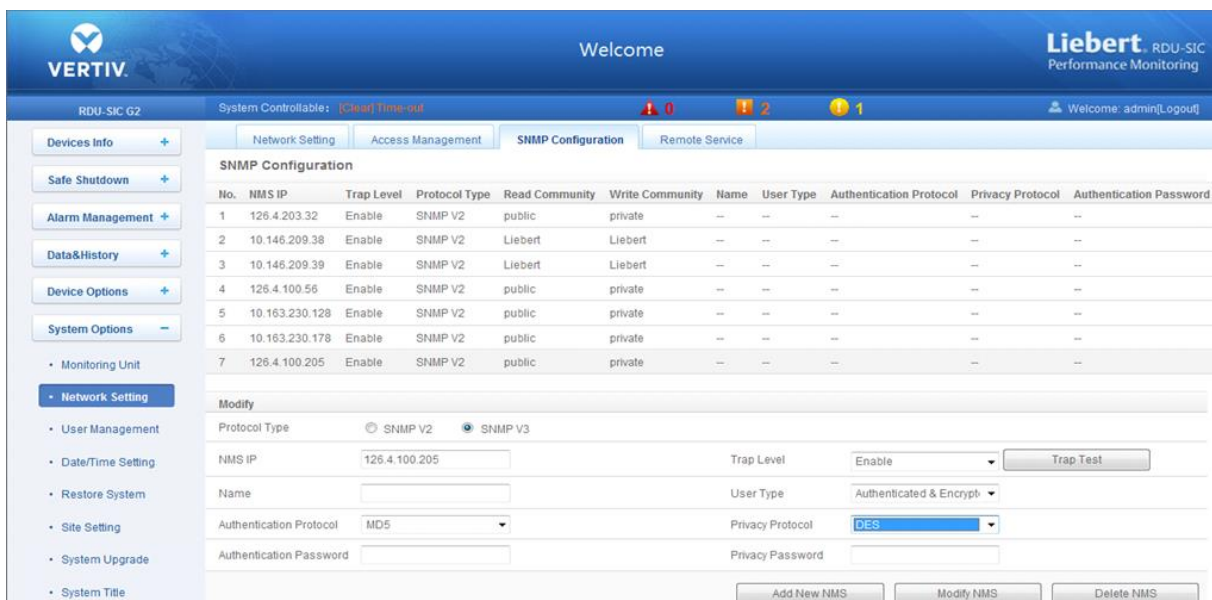 VERTIV.
Welcome
Liebert. RDU-SIC
Performance Monitoring
RDU-SIC G2
System Controllable: [Clear] Time-out
0
2
1
Welcome: admin[Logout]
Devices Info +
Safe Shutdown +
Alarm Management +
Data&History +
Device Options +
System Options −
• Monitoring Unit
• Network Setting
• User Management
• Date/Time Setting
• Restore System
• Site Setting
• System Upgrade
• System Title
Network Setting Access Management SNMP Configuration Remote Service
SNMP Configuration
No. NMS IP Trap Level Protocol Type Read Community Write Community Name User Type Authentication Protocol Privacy Protocol Authentication Password
1 126.4.203.32 Enable SNMP V2 public private -- -- -- -- --
2 10.146.209.38 Enable SNMP V2 Liebert Liebert -- -- -- -- --
3 10.146.209.39 Enable SNMP V2 Liebert Liebert -- -- -- -- --
4 126.4.100.56 Enable SNMP V2 public private -- -- -- -- --
5 10.163.230.128 Enable SNMP V2 public private -- -- -- -- --
6 10.163.230.178 Enable SNMP V2 public private -- -- -- -- --
7 126.4.100.205 Enable SNMP V2 public private -- -- -- -- --
Modify
Protocol Type SNMP V2 SNMP V3
NMS IP 126.4.100.205 Trap Level Enable Trap Test
Name User Type Authenticated & Encrypt
Authentication Protocol MD5 Privacy Protocol DES
Authentication Password Privacy Password
Add New NMS Modify NMS Delete NMS